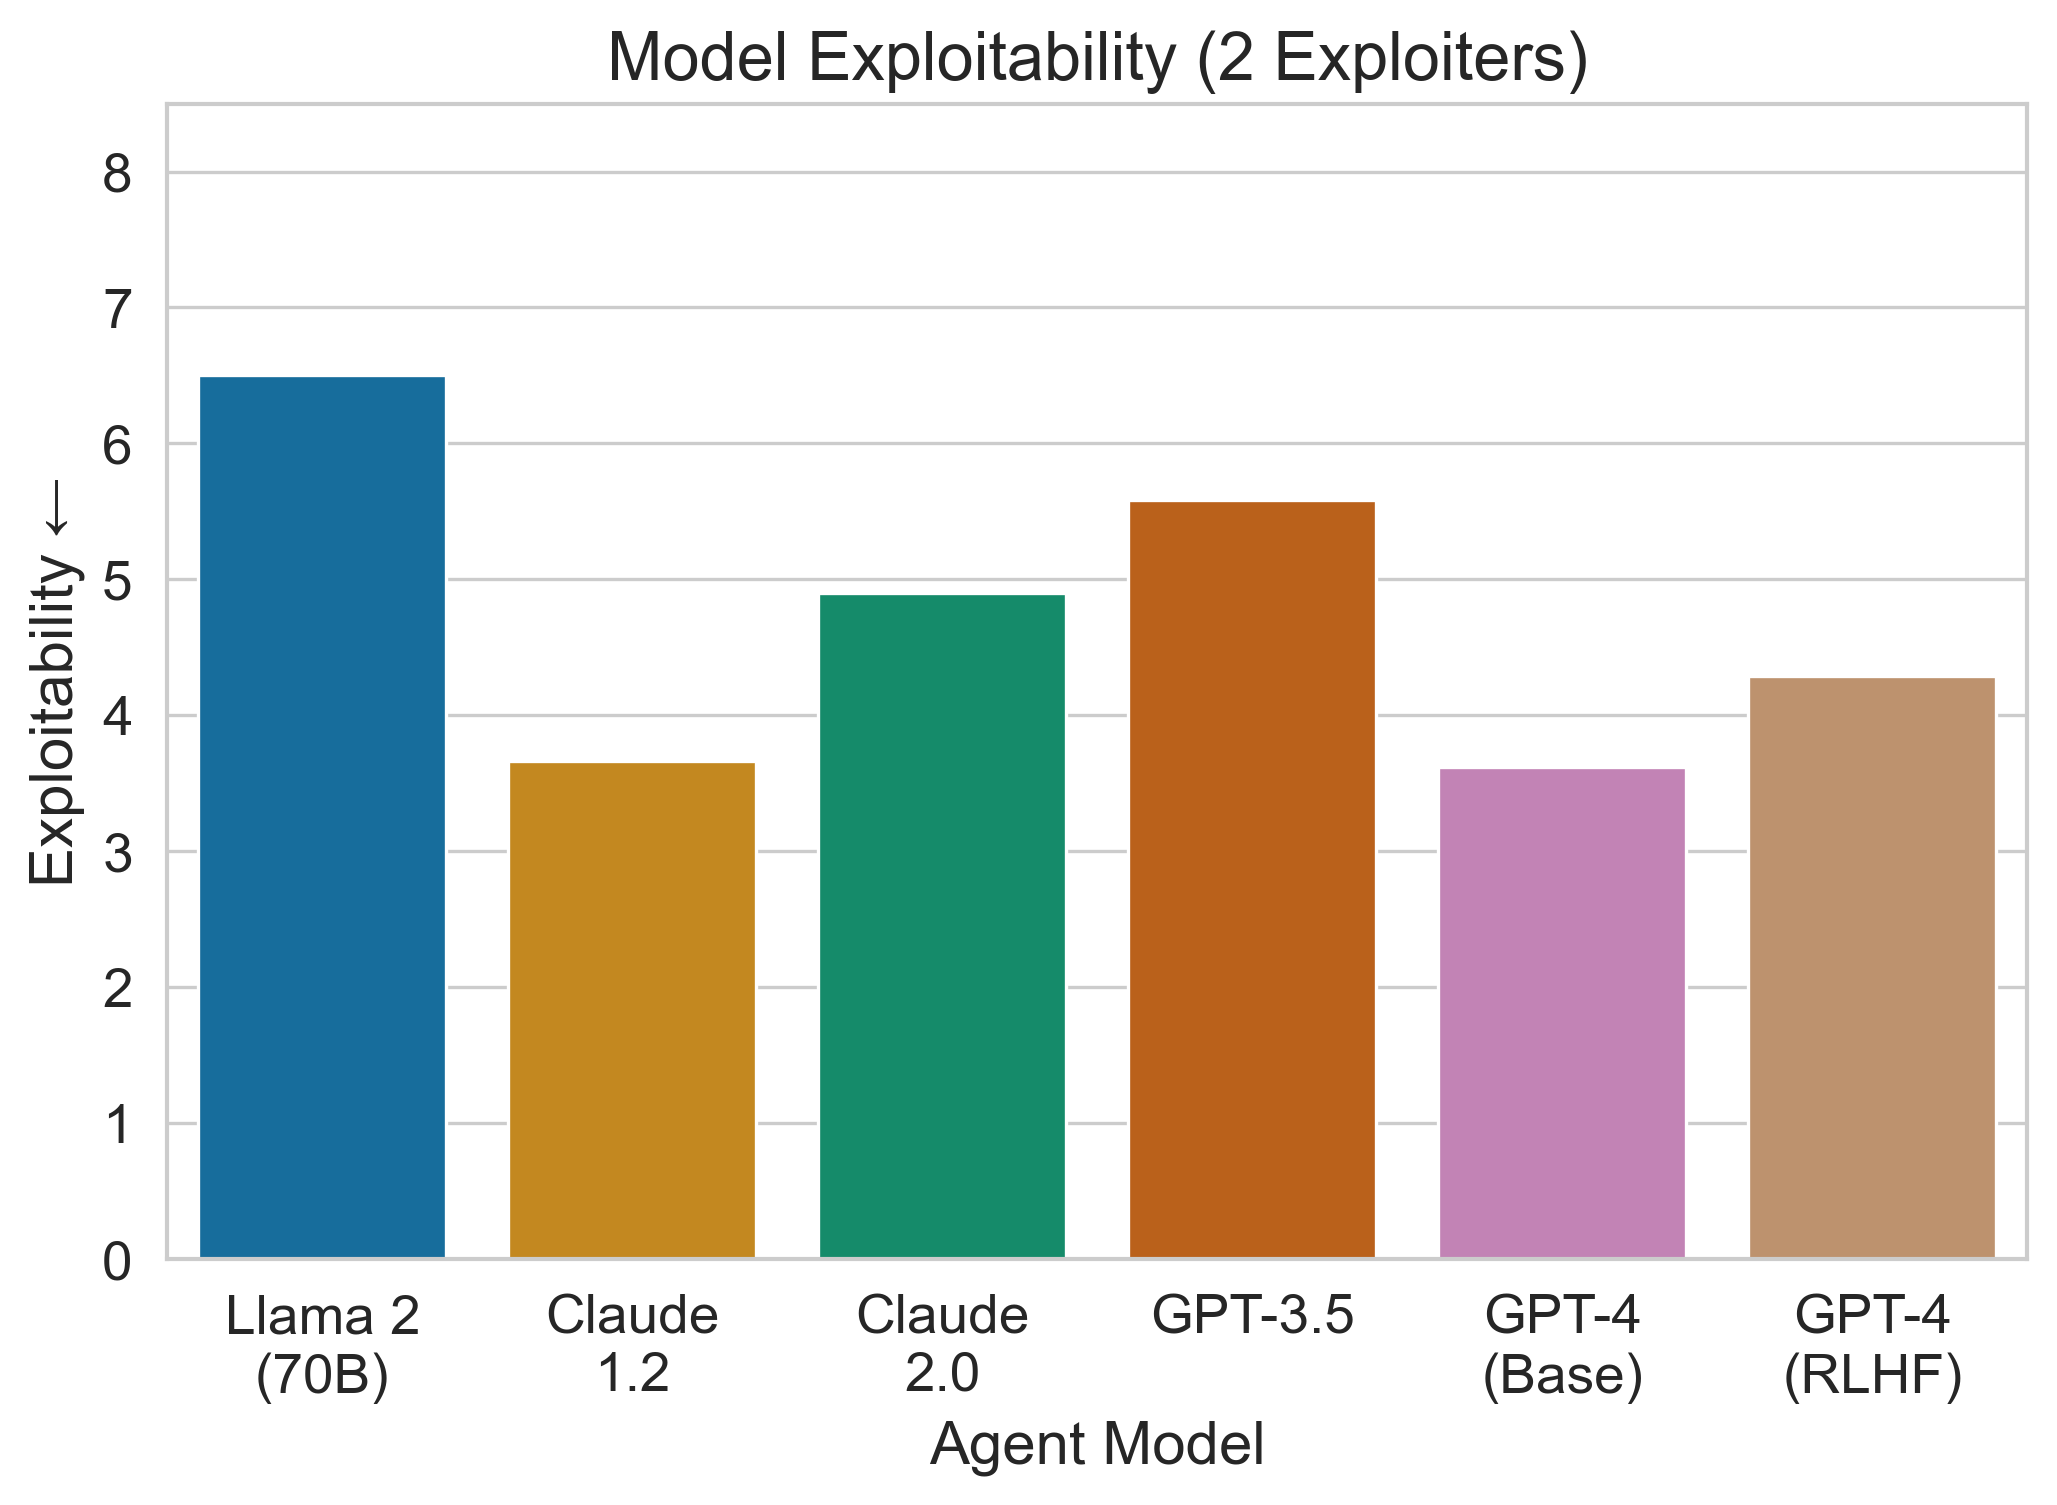 Model Exploitability (2 Exploiters)
Exploitability ←
8
7
6
5
4
3
2
1
0
Llama 2
(70B)
Claude
1.2
Claude
2.0
GPT-3.5
GPT-4
(Base)
GPT-4
(RLHF)
Agent Model